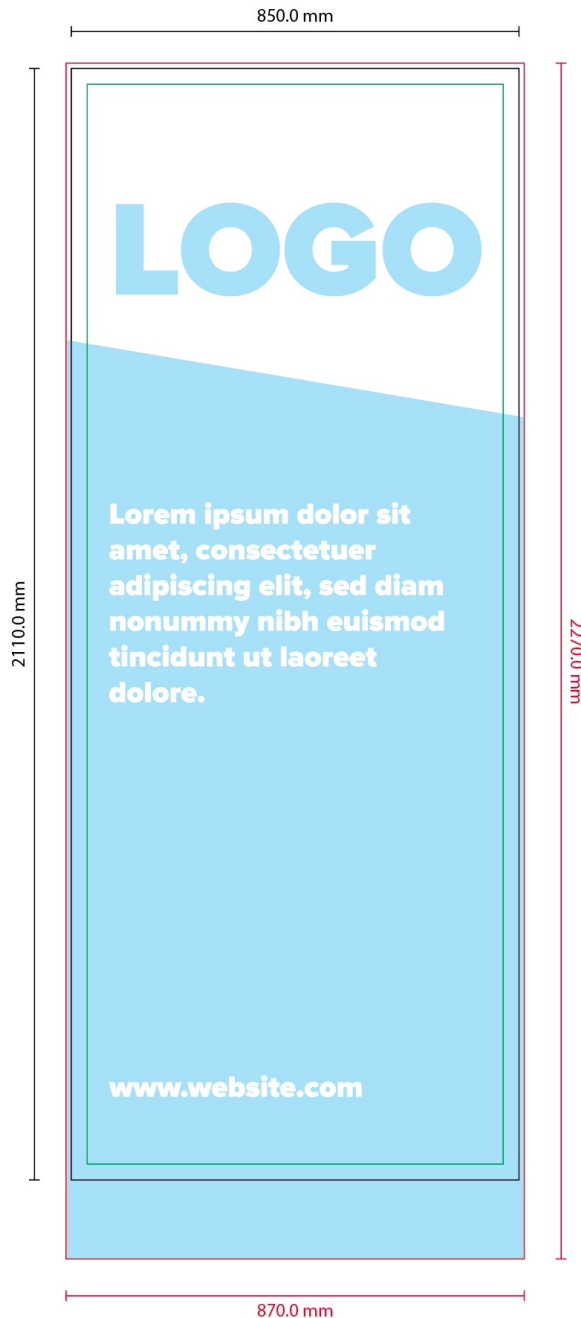 850.0 mm
LOGO
Lorem ipsum dolor sit
amet, consectetuer
adipiscing elit, sed diam
nonummy nibh euismod
tincidunt ut laoreet
dolore.
2110.0 mm
2270.0 mm
www.website.com
870.0 mm